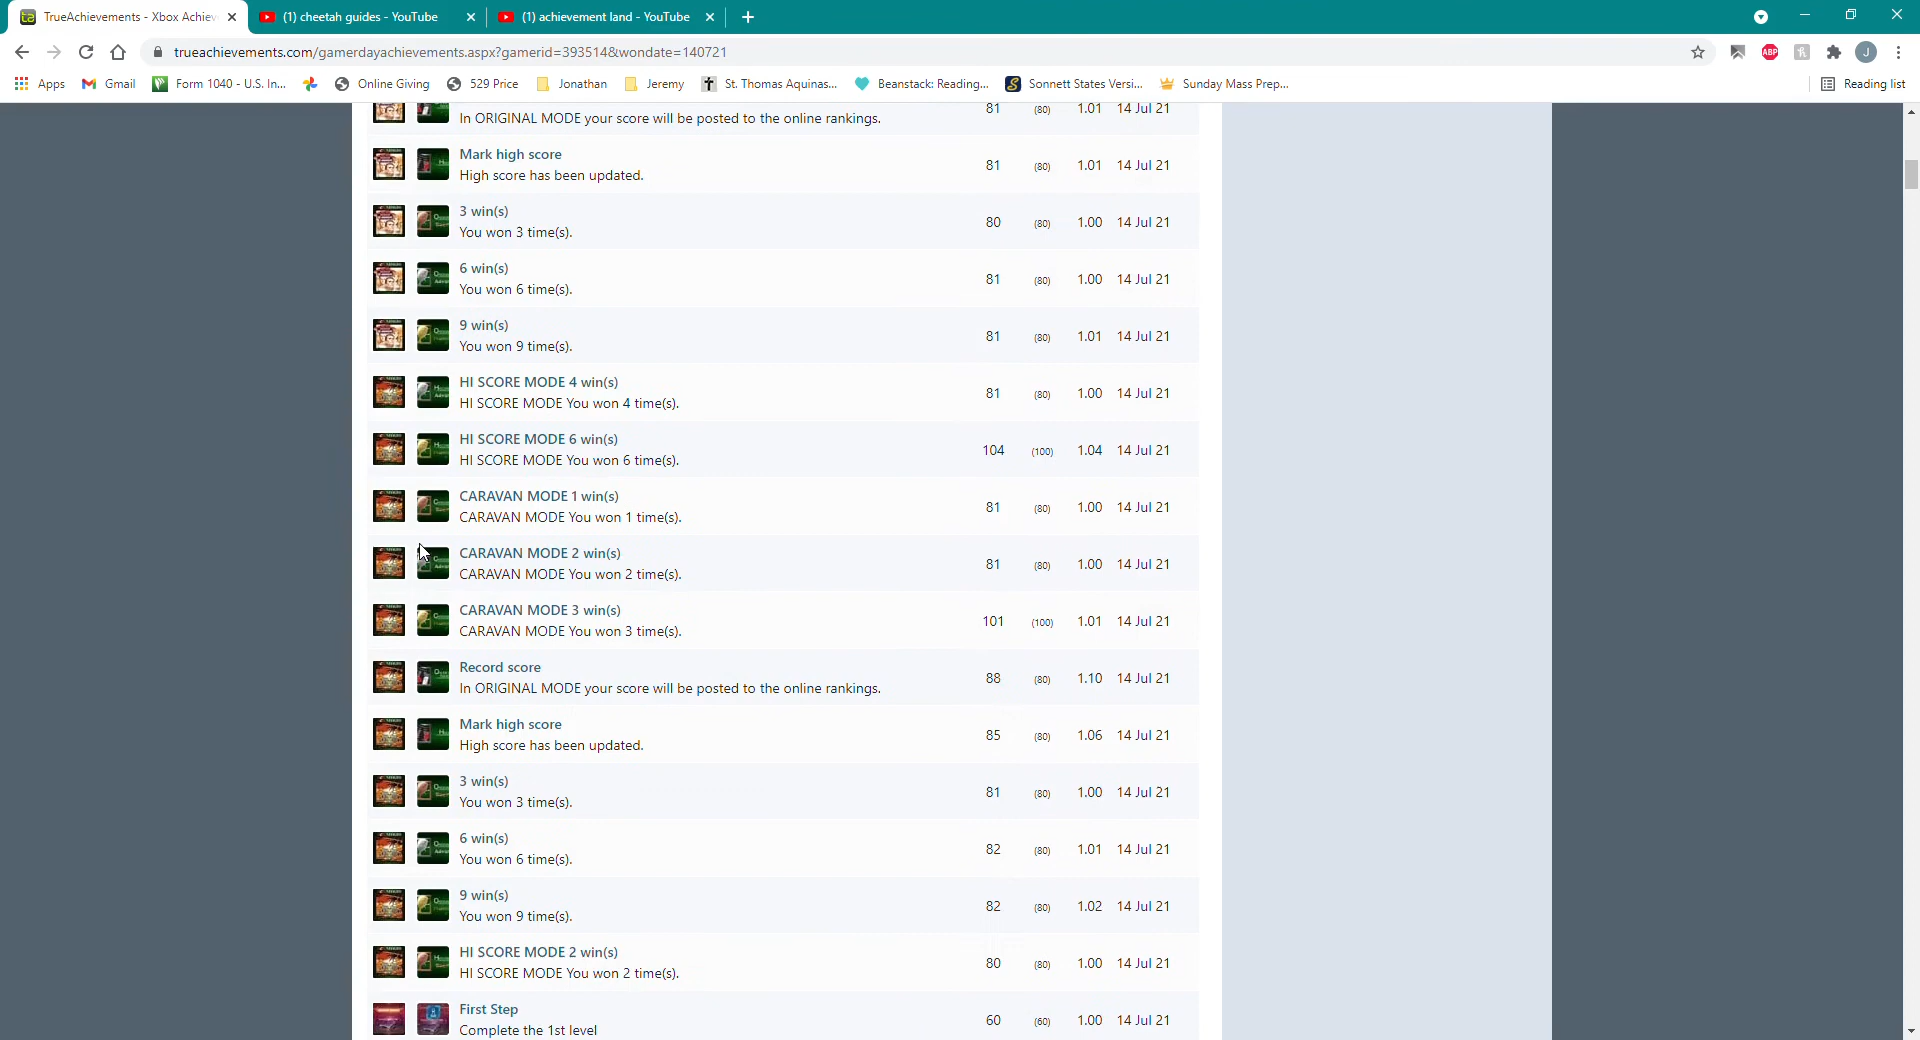 TrueAchievements - Xbox Achiev
(1) cheetah guides - YouTube
(1) achievement land - YouTube
trueachievements.com/gamerdayachievements.aspx?gamerid=393514&wondate=140721
ABP
J
Apps
Gmail
Form 1040 - U.S. In...
Online Giving
529 Price
Jonathan
Jeremy
St. Thomas Aquinas...
Beanstack: Reading...
Sonnett States Versi...
Sunday Mass Prep...
Reading list
In ORIGINAL MODE your score will be posted to the online rankings. 81 (80) 1.01 14 Jul 21
Mark high score
High score has been updated. 81 (80) 1.01 14 Jul 21
3 win(s)
You won 3 time(s). 80 (80) 1.00 14 Jul 21
6 win(s)
You won 6 time(s). 81 (80) 1.00 14 Jul 21
9 win(s)
You won 9 time(s). 81 (80) 1.01 14 Jul 21
HI SCORE MODE 4 win(s)
HI SCORE MODE You won 4 time(s). 81 (80) 1.00 14 Jul 21
HI SCORE MODE 6 win(s)
HI SCORE MODE You won 6 time(s). 104 (100) 1.04 14 Jul 21
CARAVAN MODE 1 win(s)
CARAVAN MODE You won 1 time(s). 81 (80) 1.00 14 Jul 21
CARAVAN MODE 2 win(s)
CARAVAN MODE You won 2 time(s). 81 (80) 1.00 14 Jul 21
CARAVAN MODE 3 win(s)
CARAVAN MODE You won 3 time(s). 101 (100) 1.01 14 Jul 21
Record score
In ORIGINAL MODE your score will be posted to the online rankings. 88 (80) 1.10 14 Jul 21
Mark high score
High score has been updated. 85 (80) 1.06 14 Jul 21
3 win(s)
You won 3 time(s). 81 (80) 1.00 14 Jul 21
6 win(s)
You won 6 time(s). 82 (80) 1.01 14 Jul 21
9 win(s)
You won 9 time(s). 82 (80) 1.02 14 Jul 21
HI SCORE MODE 2 win(s)
HI SCORE MODE You won 2 time(s). 80 (80) 1.00 14 Jul 21
First Step
Complete the 1st level 60 (60) 1.00 14 Jul 21